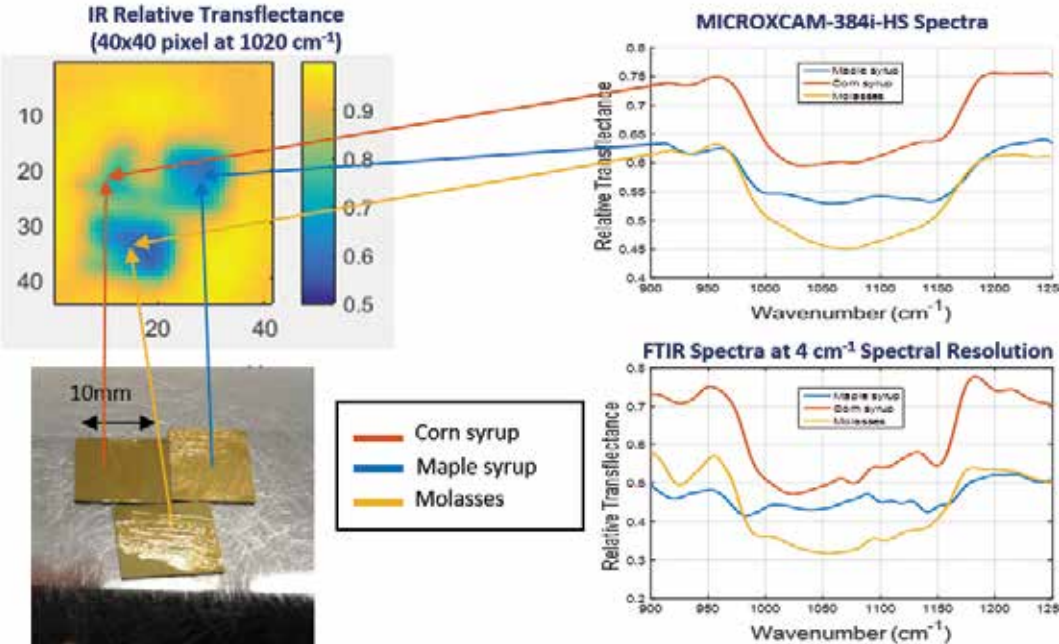 IR Relative Transflectance
(40x40 pixel at 1020 cm-1)
10
20
30
40
20
40
0.9
0.8
0.7
0.6
0.5
10mm
Corn syrup
Maple syrup
Molasses
MICROXCAM-384i-HS Spectra
Relative Transflectance
0.8
0.75
0.7
0.65
0.6
0.55
0.5
0.45
0.4
Maple syrup
Corn syrup
Molasses
900
950
1000
1050
1100
1150
1200
125
Wavenumber (cm-1)
FTIR Spectra at 4 cm-1 Spectral Resolution
Relative Transflectance
0.8
0.7
0.6
0.5
0.4
0.3
0.2
Maple syrup
Corn syrup
Molasses
900
950
1000
1050
1100
1150
1200
125
Wavenumber (cm-1)